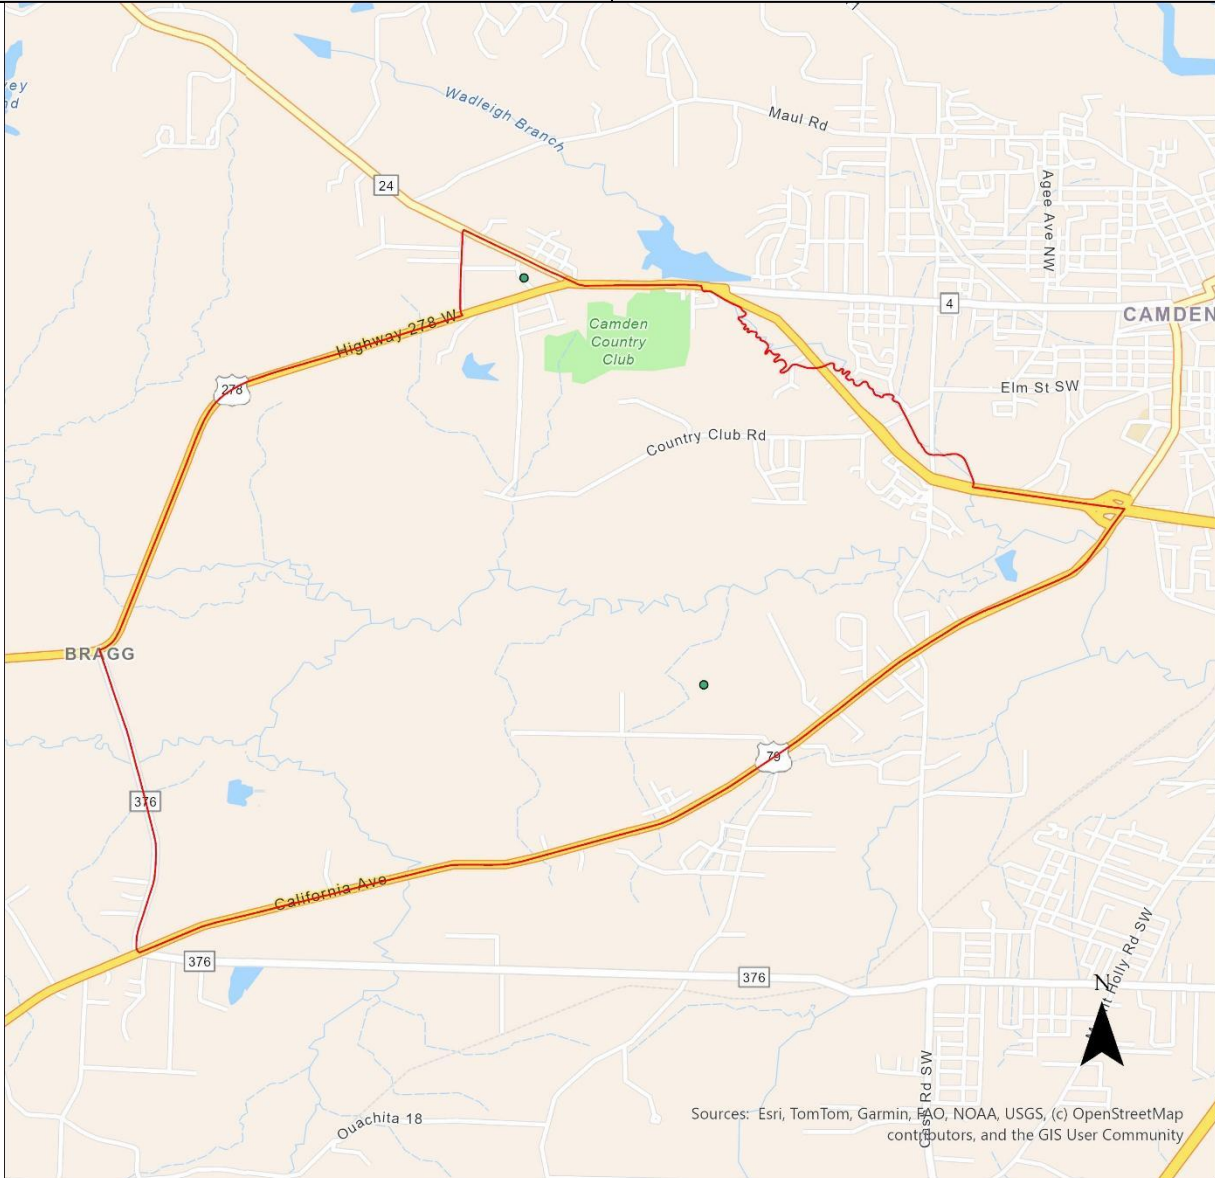 Wadleigh Branch
Maul Rd
24
Agee Ave NW
4
CAMDEN
Highway 278 W
Camden
Country
Club
278
Elm St SW
Country Club Rd
BRAGG
79
376
California Ave
376
376
N
Holly Rd SW
Ouachita 18
Rd SW
Sources: Esri, TomTom, Garmin, FAO, NOAA, USGS, (c) OpenStreetMap
contributors, and the GIS User Community